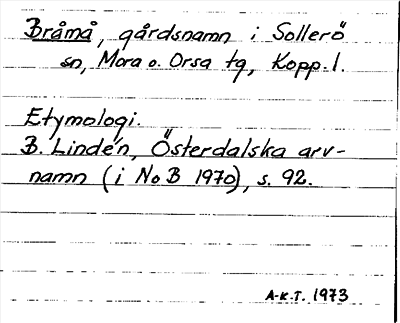 Bråmå, gårdsnamn i Sollerö
sn, Mora o. Orsa tg, Kopp. l.
Etymologi.
B. Lindén, Österdalska arv-
namn (i NoB 1970), s. 92.
A-K.T. 1973